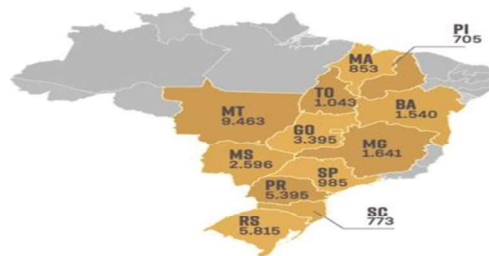 PI
705
MA
853
TO
1.043
BA
1.540
MT
9.463
GO
3.395
MG
1.641
MS
2.596
SP
985
PR
5.395
SC
773
RS
5.815